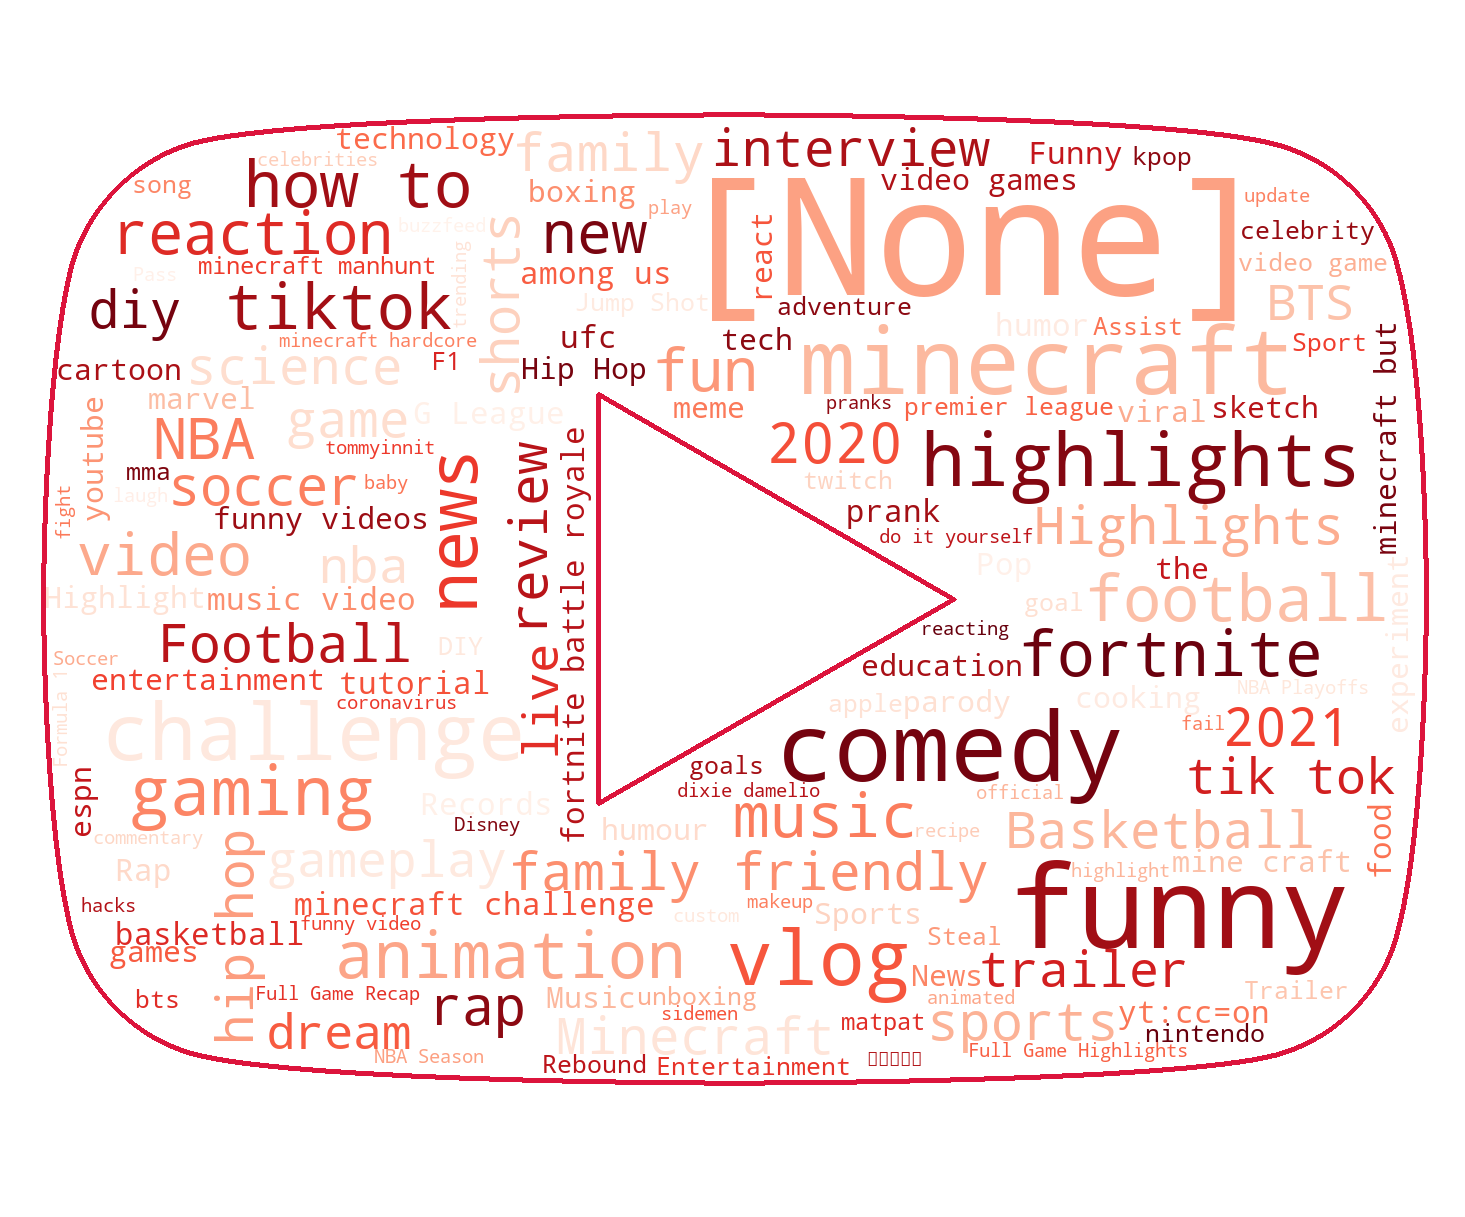 technology
family
interview
Funny
kpop
celebrities
song
how to
boxing
video games
play
[None]
update
reaction
buzzfeed
new
react
celebrity
minecraft manhunt
Pass
trending
shorts
among us
video game
diy
tiktok
Jump Shot
adventure
BTS
minecraft hardcore
ufc
tech
humor
Assist
Sport
cartoon
science
F1
Hip Hop
fun
minecraft
minecraft but
marvel
game
G League
meme
pranks
premier league
viral
sketch
youtube
NBA
tommyinnit
2020
highlights
mma
soccer
baby
news
review
fortnite battle royale
twitch
fight
laugh
funny videos
prank
do it yourself
Highlights
video
nba
Pop
the
experiment
Highlight
music video
goal
football
Football
DIY
reacting
Soccer
entertainment
tutorial
live
education
fortnite
Formula 1
coronavirus
apple
parody
cooking
NBA Playoffs
challenge
comedy
fail
2021
espn
gaming
goals
tik tok
dixie damelio
official
Records
Disney
humour
music
recipe
Basketball
food
commentary
Rap
hip hop
gameplay
family friendly
highlight
mine craft
hacks
minecraft challenge
makeup
custom
Sports
funny
basketball
funny video
games
animation
vlog
Steal
News
trailer
bts
Full Game Recap
rap
Music
unboxing
animated
Trailer
dream
sidemen
Minecraft
matpat
sports
yt:cc=on
nintendo
NBA Season
Rebound
Entertainment
Full Game Highlights